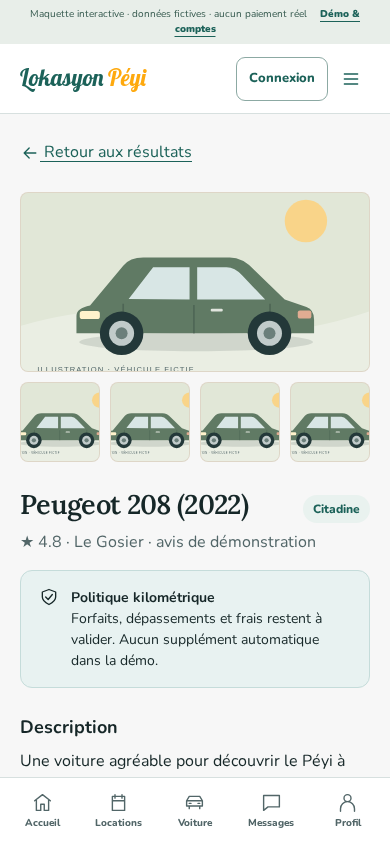 Maquette interactive · données fictives · aucun paiement réel Démo &
comptes
Lokasyon Péyi
Connexion
← Retour aux résultats
ILLUSTRATION · VÉHICULE FICTIF
Peugeot 208 (2022)
Citadine
★ 4.8 · Le Gosier · avis de démonstration
Politique kilométrique
Forfaits, dépassements et frais restent à
valider. Aucun supplément automatique
dans la démo.
Description
Une voiture agréable pour découvrir le Péyi à
Accueil Locations Voiture Messages Profil